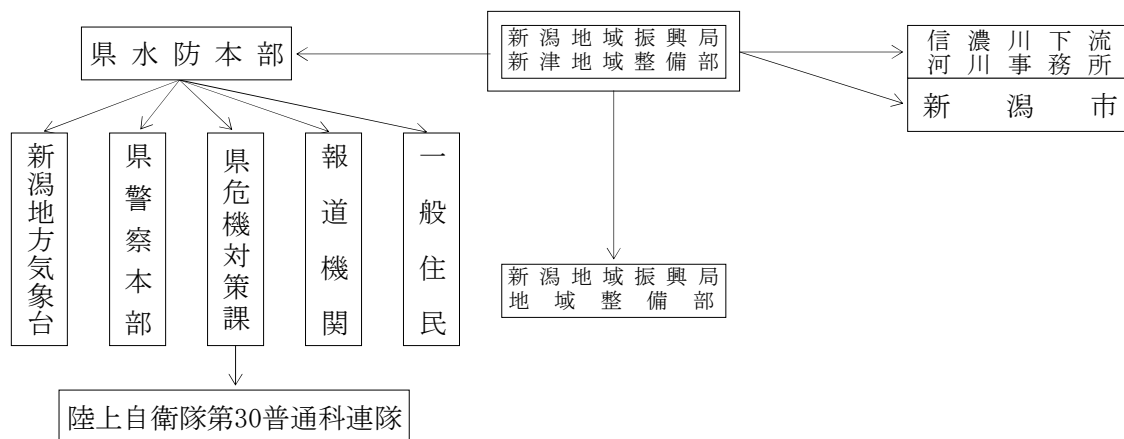 県水防本部
新潟地域振興局
新津地域整備部
信濃川下流
河川事務所
新潟市
新潟地方気象台
県警察本部
県危機対策課
報道機関
一般住民
新潟地域振興局
地域整備部
陸上自衛隊第30普通科連隊